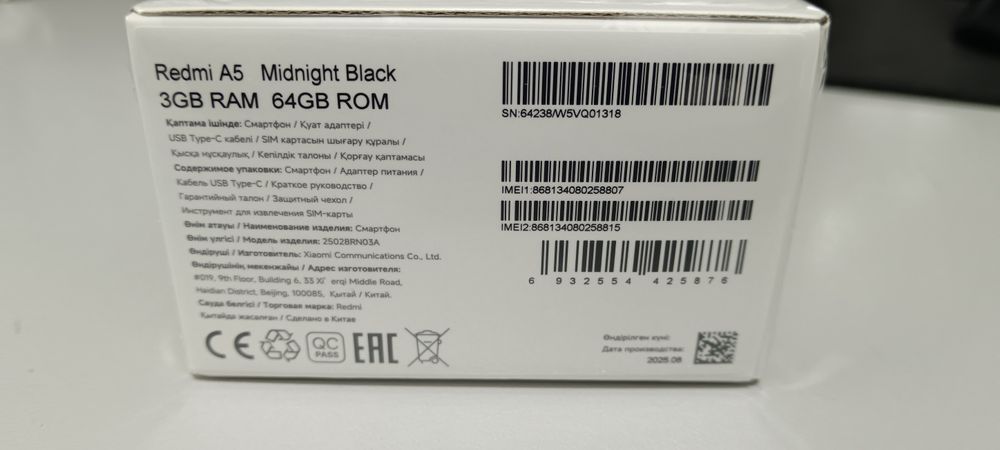 Redmi A5 Midnight Black
3GB RAM 64GB ROM
Қаптама ішінде: Смартфон / Қуат адаптері /
USB Type-C кабелі / SIM картасын шығару құралы /
Қысқа нұсқаулық / Кепілдік талоны / Қорғау қаптамасы
Содержимое упаковки: Смартфон / Адаптер питания /
Кабель USB Type-C / Краткое руководство /
Гарантийный талон / Защитный чехол /
Инструмент для извлечения SIM-карты
Өнім атауы / Наименование изделия: Смартфон
Өнім үлгісі / Модель изделия: 25028RN03A
Өндіруші / Изготовитель: Xiaomi Communications Co., Ltd.
Өндірушінің мекенжайы / Адрес изготовителя:
#019, 9th Floor, Building 6, 33 Xi' erqi Middle Road,
Haidian District, Beijing, 100085, Қытай / Китай.
Сауда белгісі / Торговая марка: Redmi
Қытайда жасалған / Сделано в Китае
CE
QC
PASS
EAC
SN:64238/W5VQ01318
IMEI1:868134080258807
IMEI2:868134080258815
6 932554 425876
Өндірілген күні:
Дата производства:
2025.08